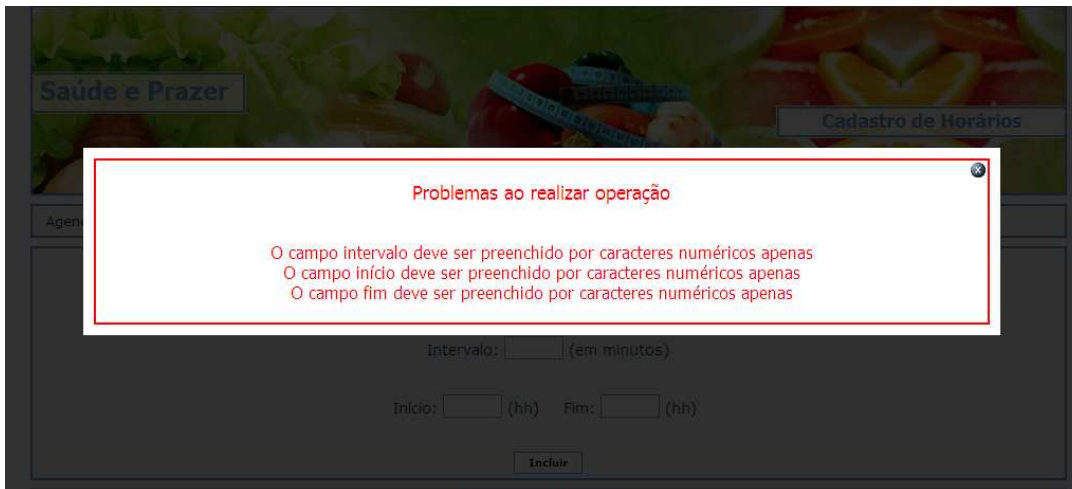 Saúde e Prazer
Cadastro de Horários
Problemas ao realizar operação
O campo intervalo deve ser preenchido por caracteres numéricos apenas
O campo início deve ser preenchido por caracteres numéricos apenas
O campo fim deve ser preenchido por caracteres numéricos apenas
Intervalo: (em minutos)
Início: (hh) Fim: (hh)
Incluir